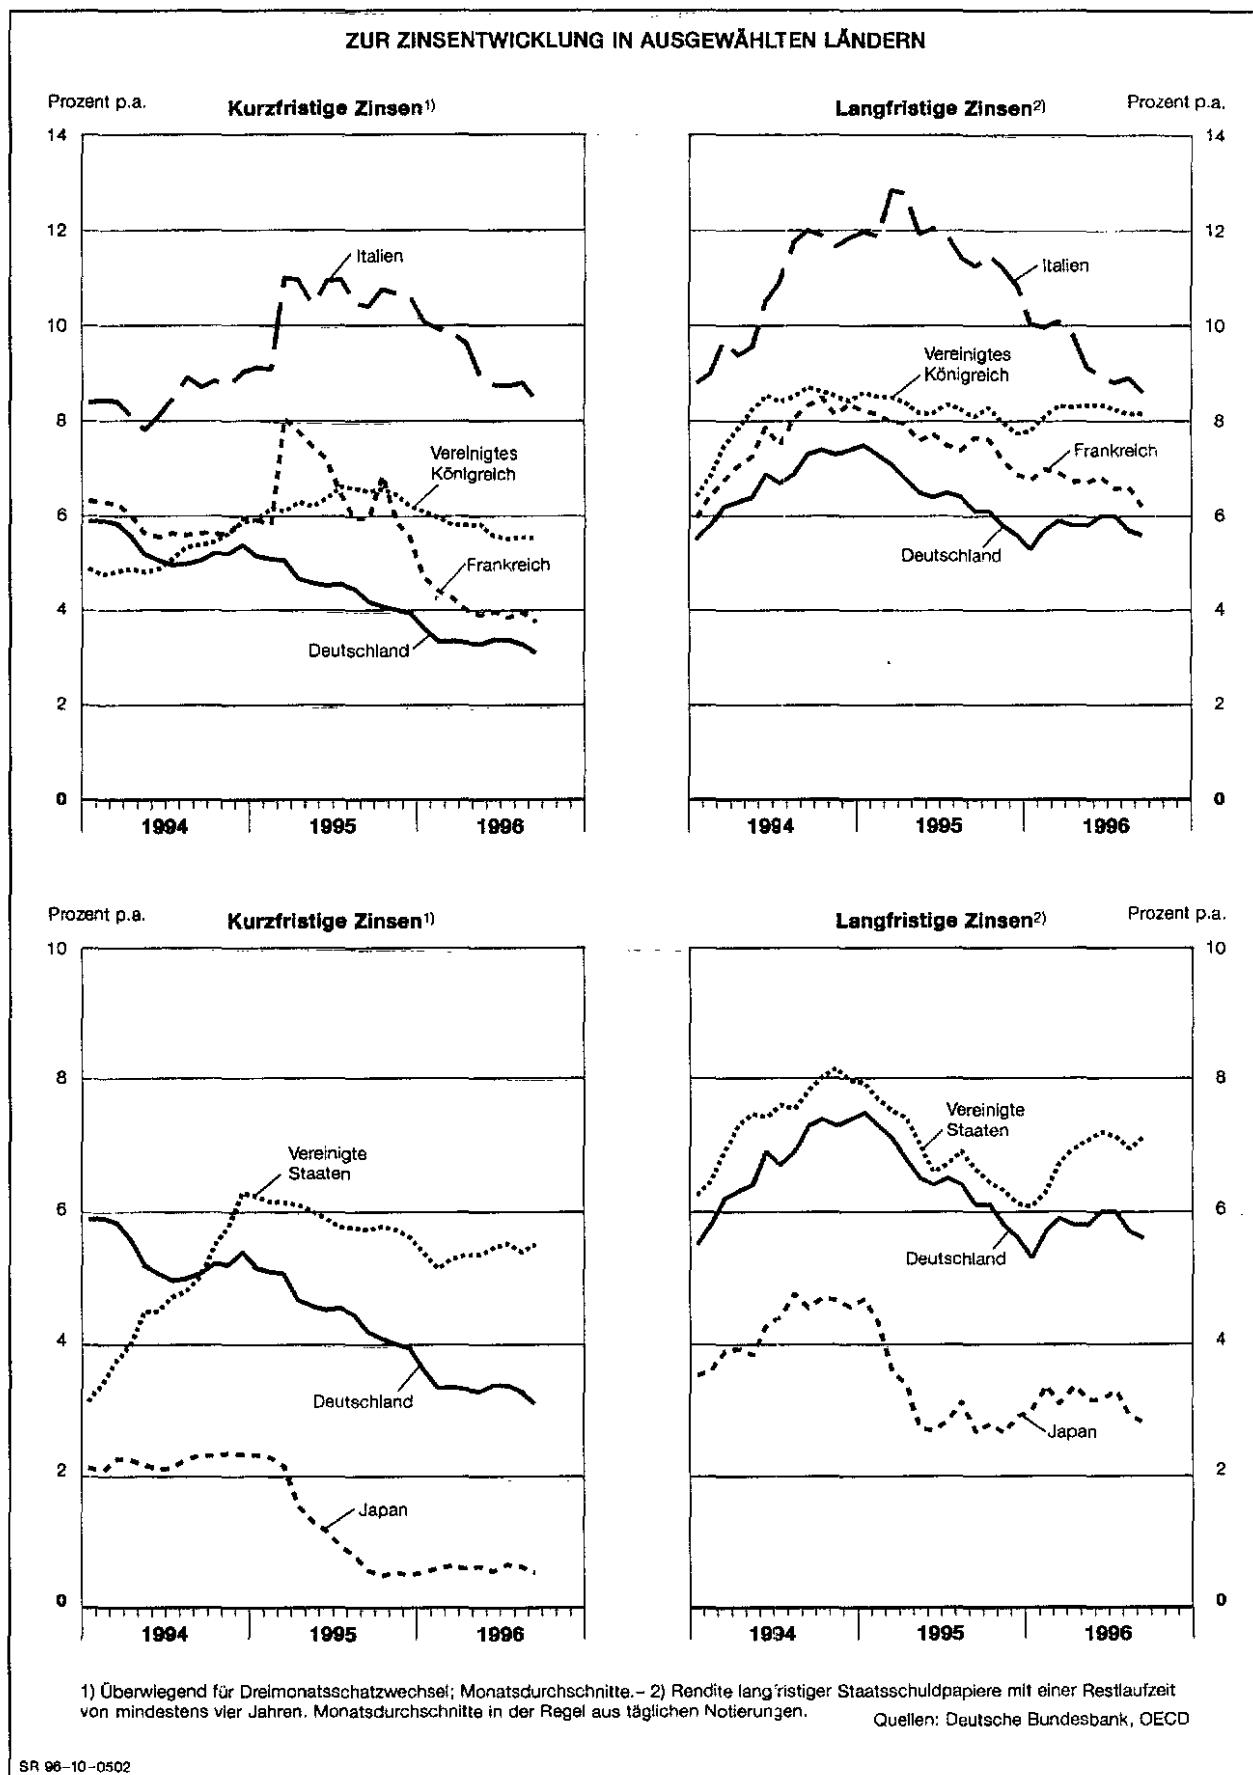 ZUR ZINSENTWICKLUNG IN AUSGEWÄHLTEN LÄNDERN
Prozent p.a.
Kurzfristige Zinsen1)
Langfristige Zinsen2)
Prozent p.a.
14
14
12
Italien
12
Italien
10
10
Vereinigtes
Königreich
8
8
Vereinigtes
Königreich
Frankreich
6
6
Frankreich
Deutschland
4
4
Deutschland
2
2
0
0
1994
1995
1996
1994
1995
1996
Prozent p.a.
Kurzfristige Zinsen1)
Langfristige Zinsen2)
Prozent p.a.
10
10
8
8
Vereinigte
Staaten
Vereinigte
Staaten
6
6
Deutschland
4
4
Deutschland
Japan
2
2
Japan
0
0
1994
1995
1996
1994
1995
1996
1) Überwiegend für Dreimonatsschatzwechsel; Monatsdurchschnitte.– 2) Rendite langfristiger Staatsschuldpapiere mit einer Restlaufzeit
von mindestens vier Jahren. Monatsdurchschnitte in der Regel aus täglichen Notierungen.
Quellen: Deutsche Bundesbank, OECD
SR 96–10–0502